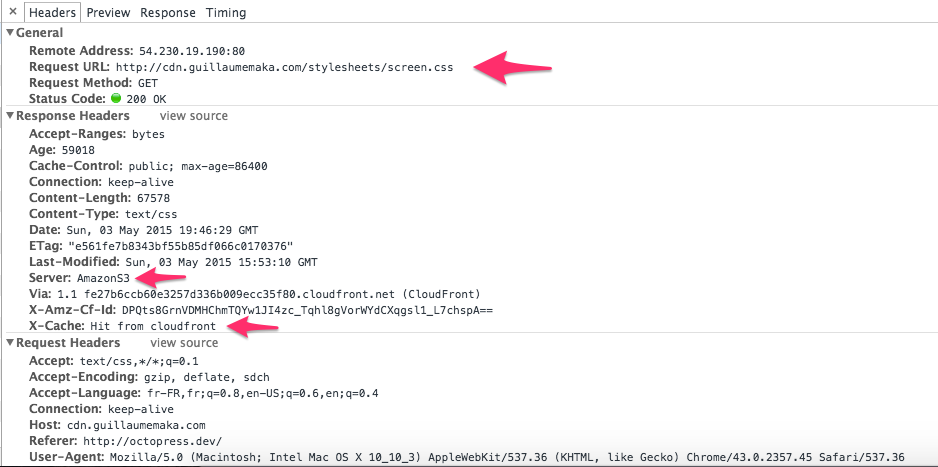 × Headers Preview Response Timing
▼General
Remote Address: 54.230.19.190:80
Request URL: http://cdn.guillaumemaka.com/stylesheets/screen.css
Request Method: GET
Status Code: 200 OK
▼Response Headers view source
Accept-Ranges: bytes
Age: 59018
Cache-Control: public; max-age=86400
Connection: keep-alive
Content-Length: 67578
Content-Type: text/css
Date: Sun, 03 May 2015 19:46:29 GMT
ETag: "e561fe7b8343bf55b85df066c0170376"
Last-Modified: Sun, 03 May 2015 15:53:10 GMT
Server: AmazonS3
Via: 1.1 fe27b6ccb60e3257d336b009ecc35f80.cloudfront.net (CloudFront)
X-Amz-Cf-Id: DPQts8GrnVDMHChmTQYw1JI4zc_Tqhl8gVorWYdCXqgsl1_L7chspA==
X-Cache: Hit from cloudfront
▼Request Headers view source
Accept: text/css,*/*;q=0.1
Accept-Encoding: gzip, deflate, sdch
Accept-Language: fr-FR,fr;q=0.8,en-US;q=0.6,en;q=0.4
Connection: keep-alive
Host: cdn.guillaumemaka.com
Referer: http://octopress.dev/
User-Agent: Mozilla/5.0 (Macintosh; Intel Mac OS X 10_10_3) AppleWebKit/537.36 (KHTML, like Gecko) Chrome/43.0.2357.45 Safari/537.36